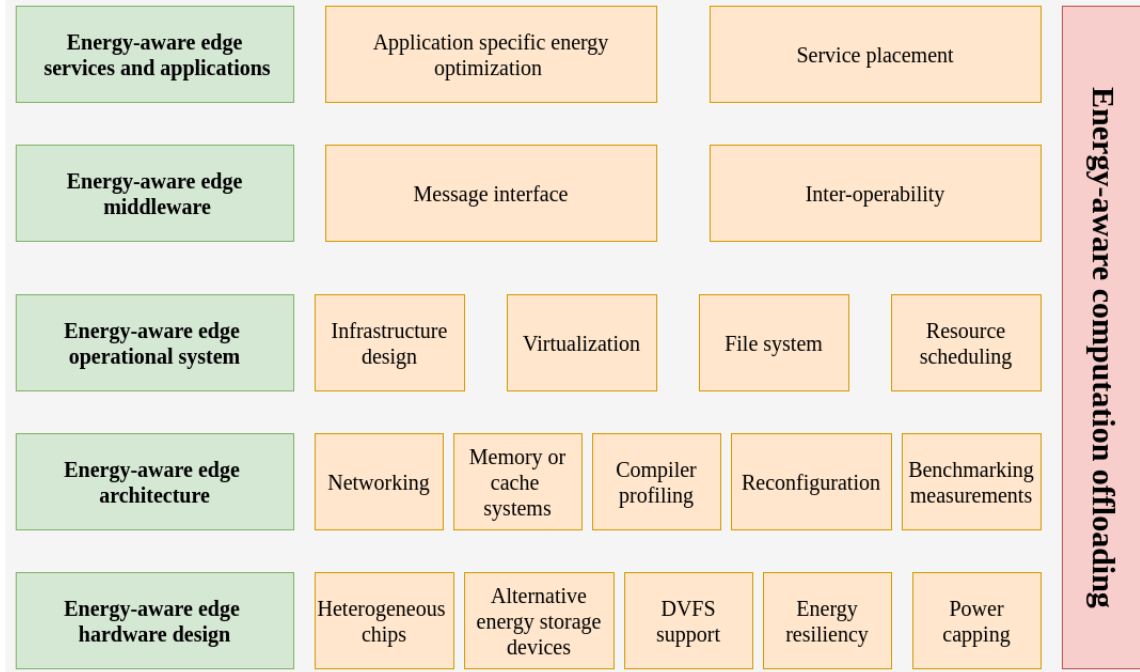 Energy-aware edge
services and applications
Application specific energy
optimization
Service placement
Energy-aware edge
middleware
Message interface
Inter-operability
Energy-aware edge
operational system
Infrastructure
design
Virtualization
File system
Resource
scheduling
Energy-aware edge
architecture
Networking
Memory or
cache
systems
Compiler
profiling
Reconfiguration
Benchmarking
measurements
Energy-aware edge
hardware design
Heterogeneous
chips
Alternative
energy storage
devices
DVFS
support
Energy
resiliency
Power
capping
Energy-aware computation offloading